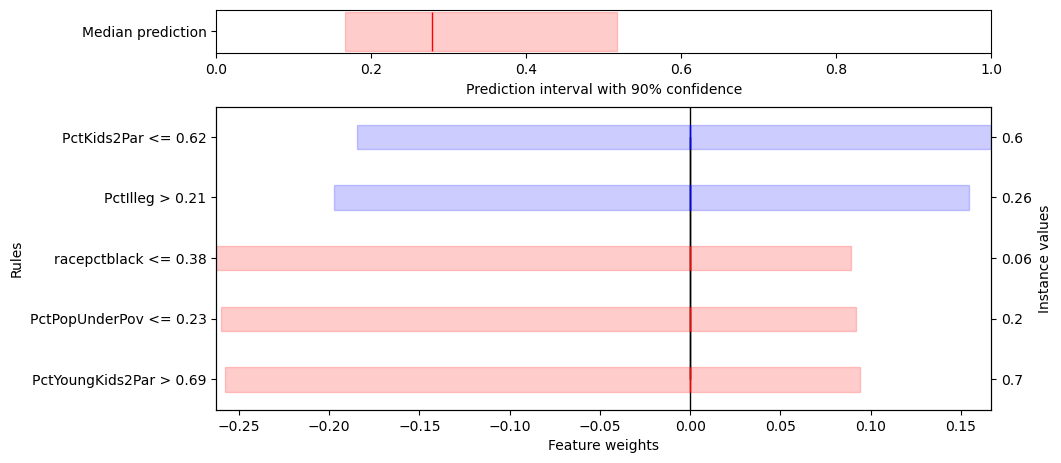 Median prediction
0.0 0.2 0.4 0.6 0.8 1.0
Prediction interval with 90% confidence
PctKids2Par <= 0.62 0.6
PctIlleg > 0.21 0.26
racepctblack <= 0.38 0.06
PctPopUnderPov <= 0.23 0.2
PctYoungKids2Par > 0.69 0.7
Rules
Instance values
−0.25 −0.20 −0.15 −0.10 −0.05 0.00 0.05 0.10 0.15
Feature weights